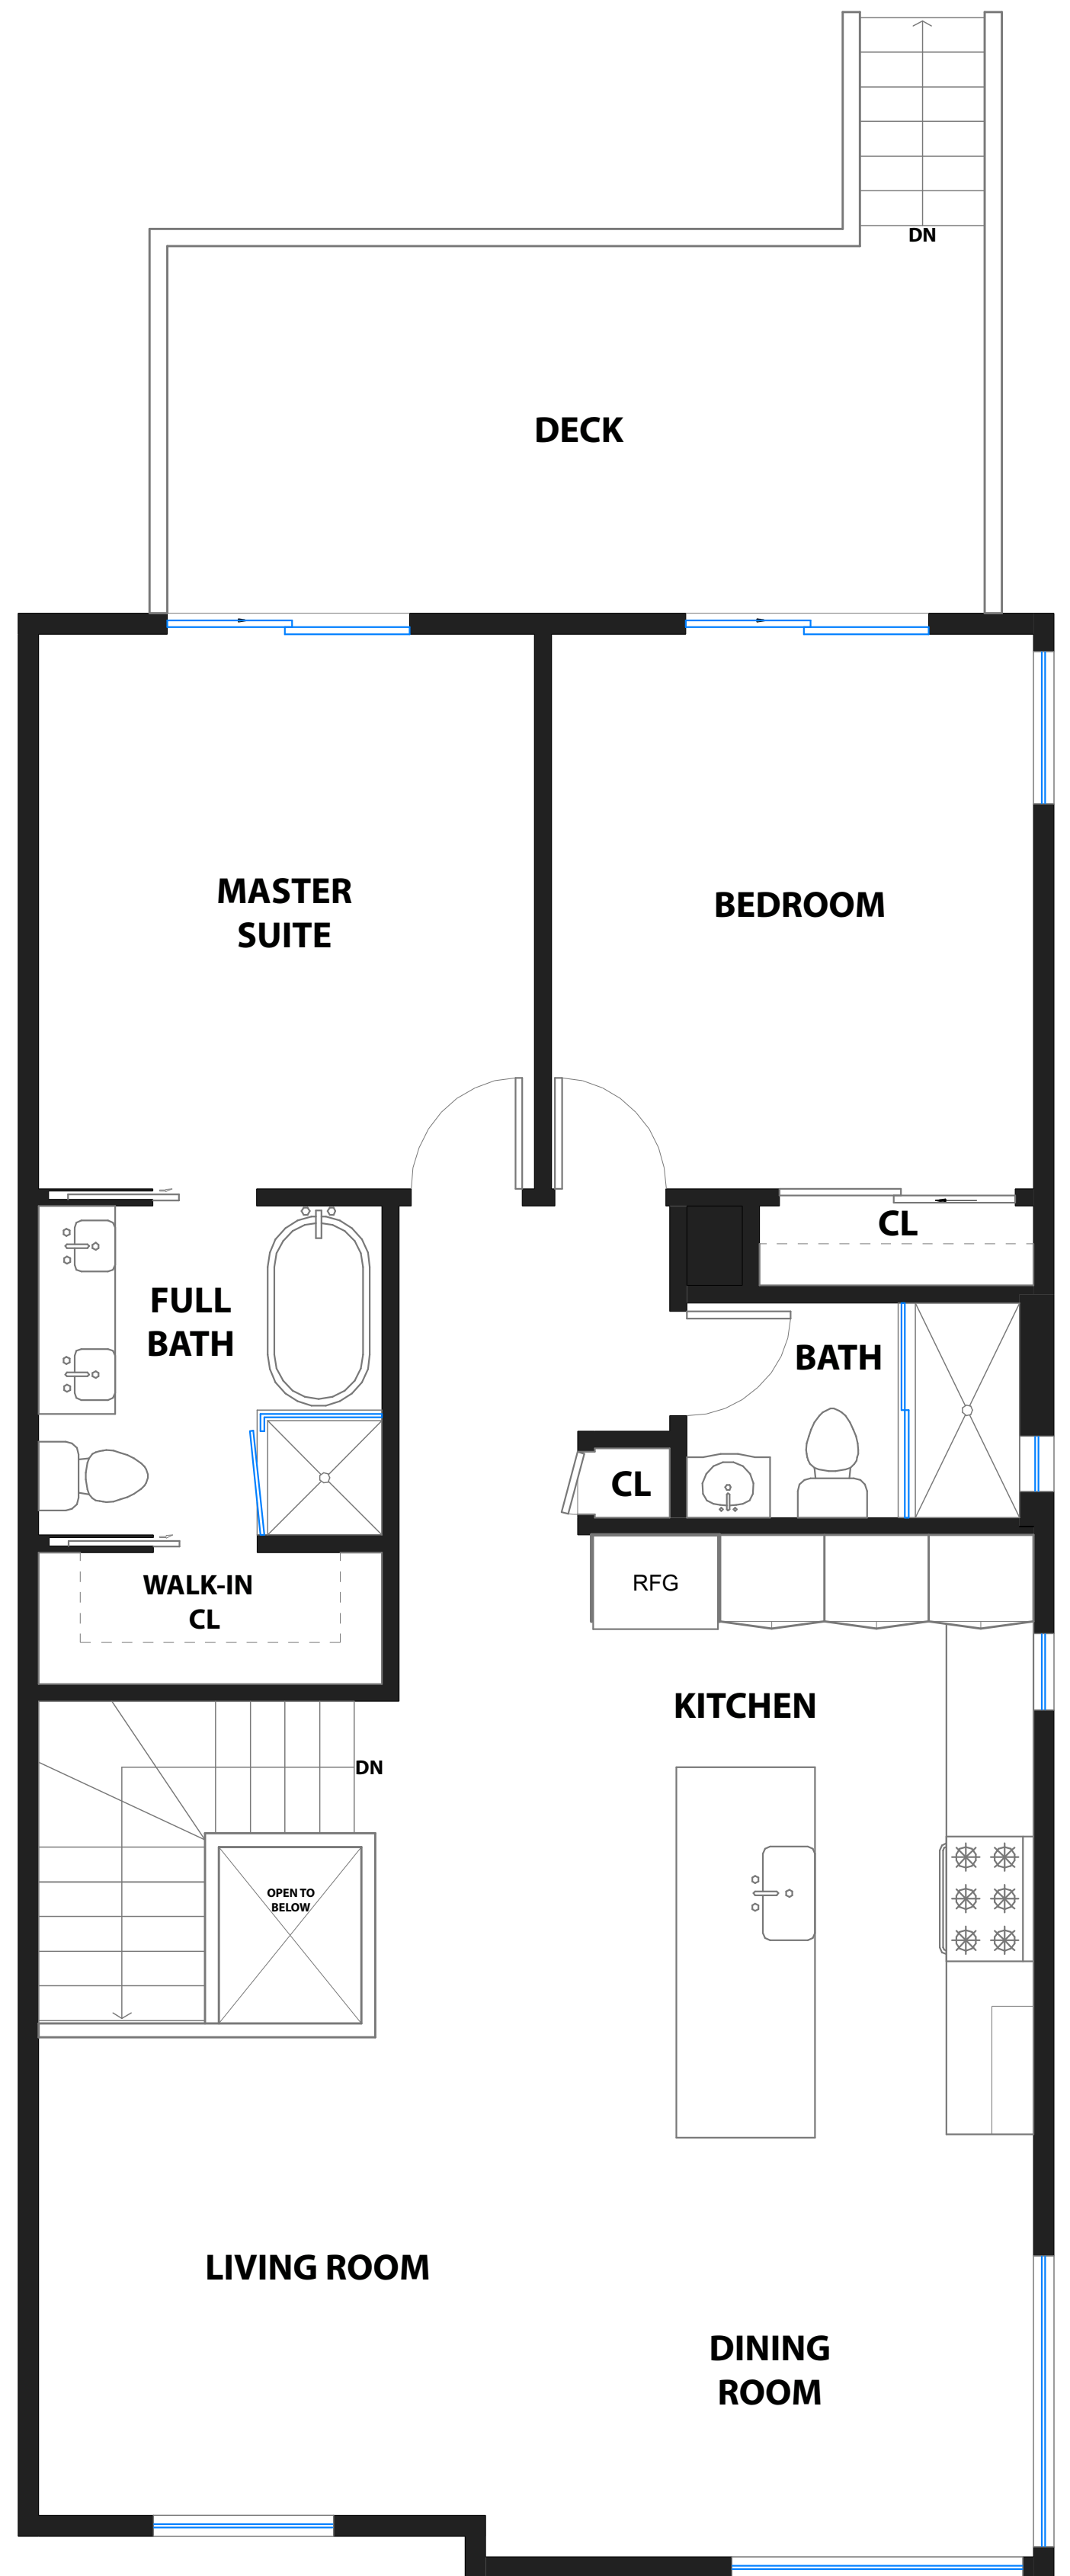 DN
DECK
MASTER
SUITE
BEDROOM
CL
FULL
BATH
BATH
CL
WALK-IN
CL
RFG
KITCHEN
DN
OPEN TO
BELOW
LIVING ROOM
DINING
ROOM